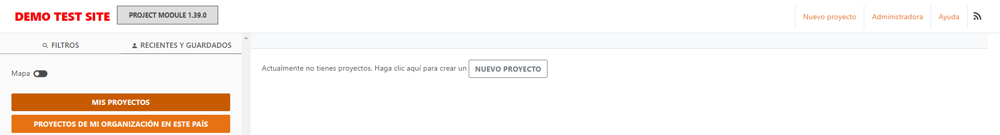 DEMO TEST SITE
PROJECT MODULE 1.39.0
Nuevo proyecto
Administradora
Ayuda
FILTROS
RECIENTES Y GUARDADOS
Mapa
Actualmente no tienes proyectos. Haga clic aquí para crear un NUEVO PROYECTO
MIS PROYECTOS
PROYECTOS DE MI ORGANIZACIÓN EN ESTE PAÍS